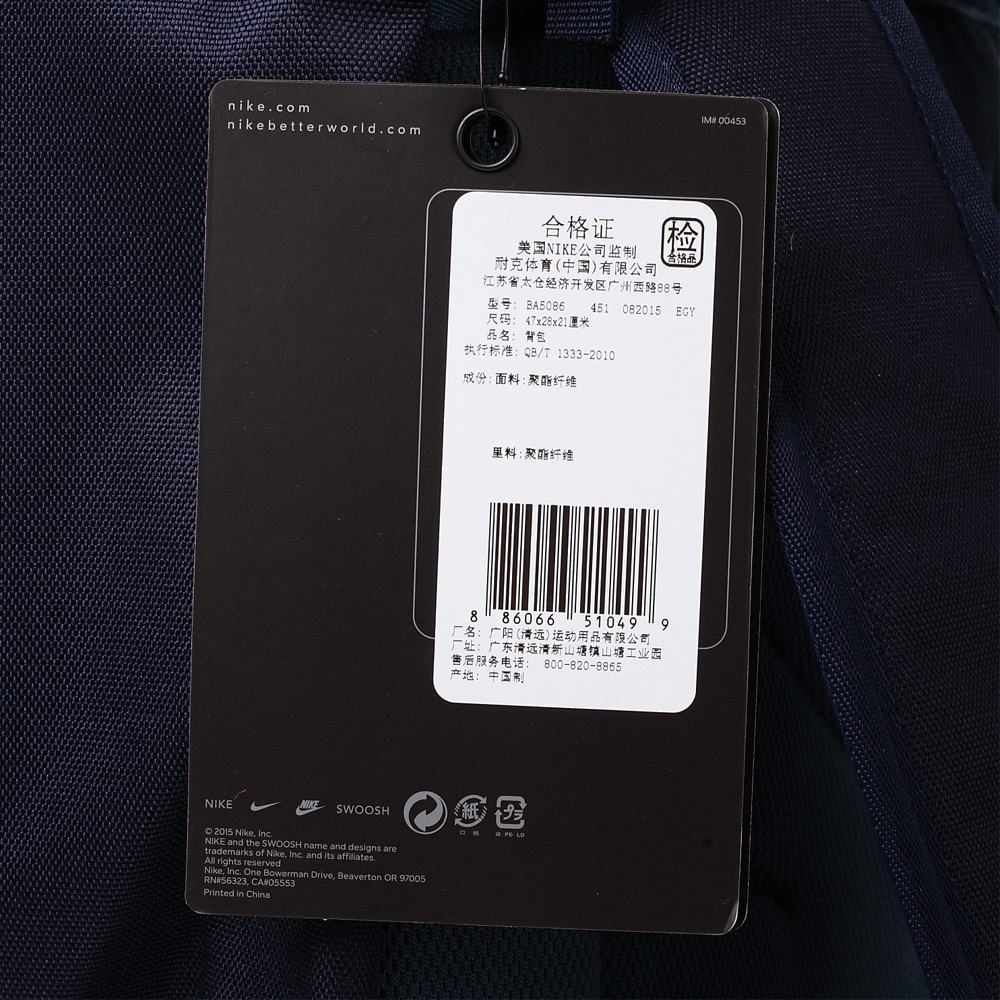 nike.com
nikebetterworld.com
IM# 00453
合格证
检
合格品
美国NIKE公司监制
耐克体育(中国)有限公司
江苏省太仓经济开发区广州西路88号
型号: BA5086 451 082015 EGY
尺码: 47x28x21厘米
品名: 背包
执行标准: QB/T 1333-2010
成份: 面料: 聚酯纤维
里料: 聚酯纤维
8 86066 51049 9
厂名: 广阳(清远)运动用品有限公司
厂址: 广东清远清新山塘镇山塘工业园
售后服务电话: 800-820-8865
产地: 中国制
NIKE NIKE SWOOSH 紙 プラ
口 紙 袋 PE-LD
© 2015 Nike, Inc.
NIKE and the SWOOSH name and designs are
trademarks of Nike, Inc. and its affiliates.
All rights reserved
Nike, Inc. One Bowerman Drive, Beaverton OR 97005
RN#56323, CA#05553
Printed in China